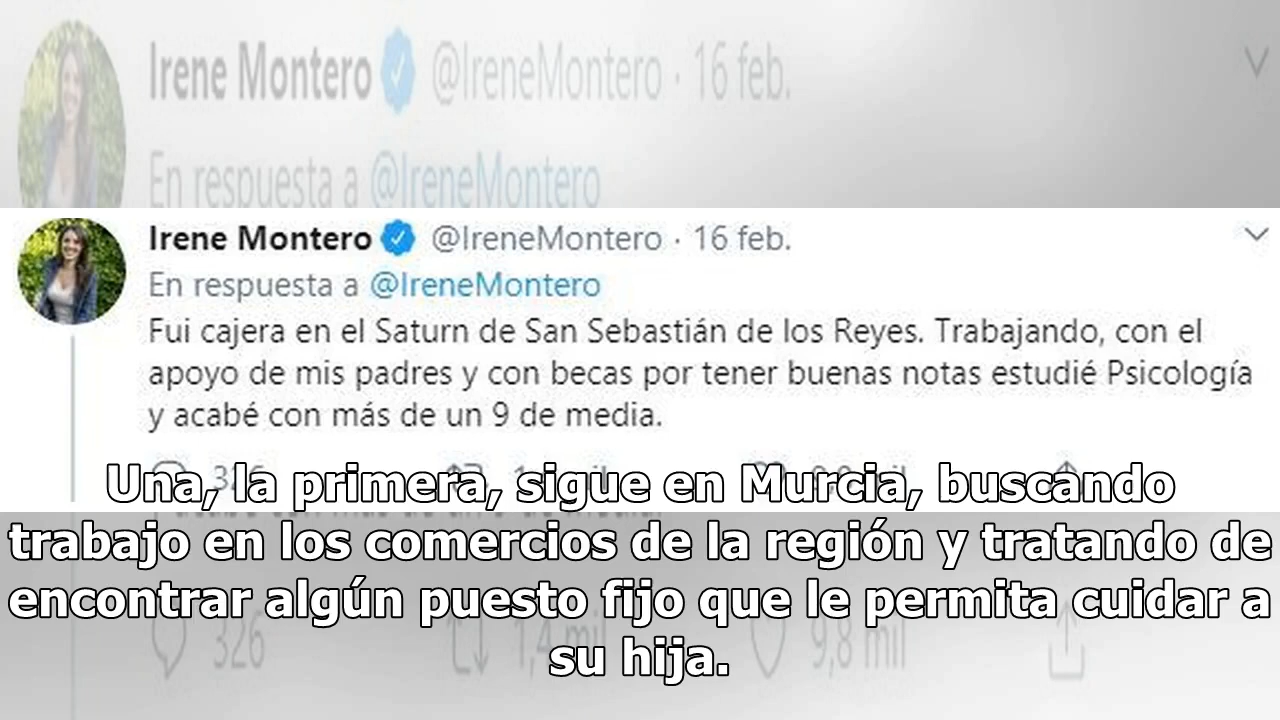 Irene Montero @IreneMontero · 16 feb.
En respuesta a @IreneMontero
Irene Montero @IreneMontero · 16 feb.
En respuesta a @IreneMontero
Fui cajera en el Saturn de San Sebastián de los Reyes. Trabajando, con el
apoyo de mis padres y con becas por tener buenas notas estudié Psicología
y acabé con más de un 9 de media.
Una, la primera, sigue en Murcia, buscando
trabajo en los comercios de la región y tratando de
encontrar algún puesto fijo que le permita cuidar a
su hija.
326 1,4 mil 9,8 mil